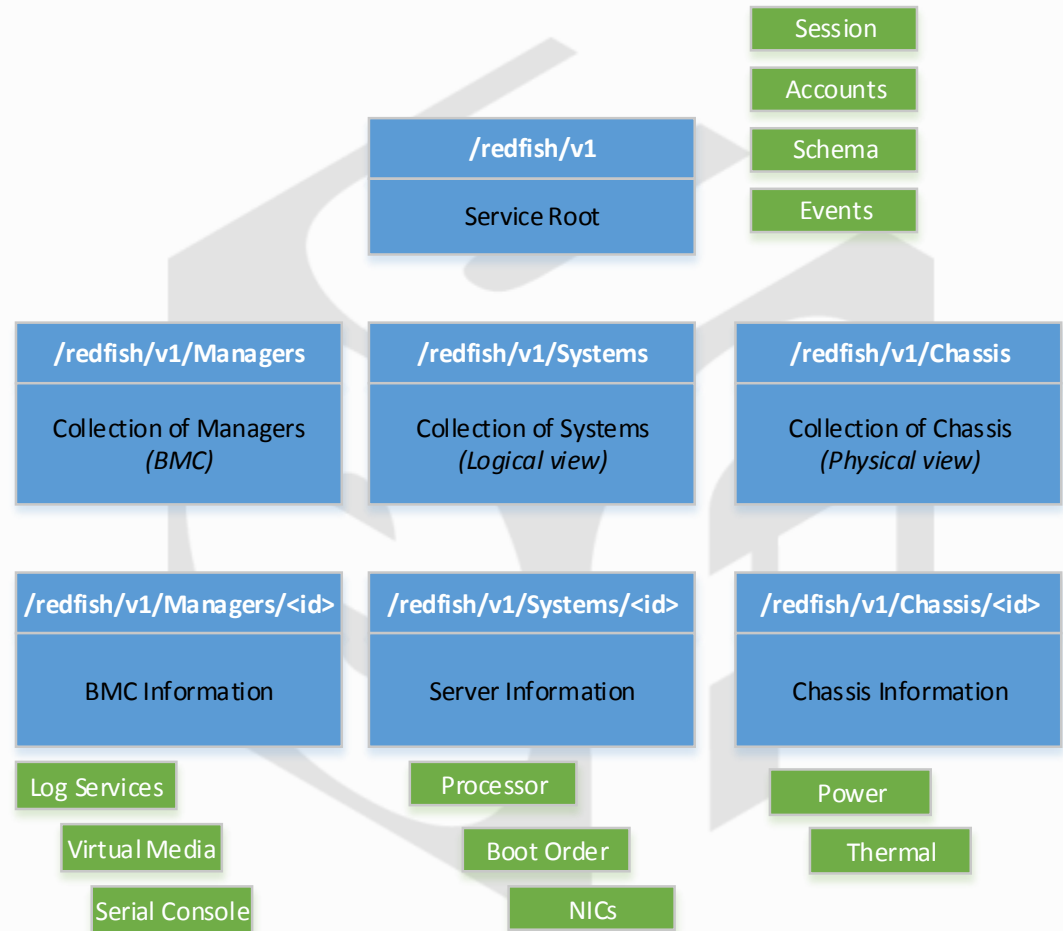 Session
Accounts
Schema
Events
/redfish/v1
Service Root
/redfish/v1/Managers
Collection of Managers
(BMC)
/redfish/v1/Systems
Collection of Systems
(Logical view)
/redfish/v1/Chassis
Collection of Chassis
(Physical view)
/redfish/v1/Managers/<id>
BMC Information
/redfish/v1/Systems/<id>
Server Information
/redfish/v1/Chassis/<id>
Chassis Information
Log Services
Virtual Media
Serial Console
Processor
Boot Order
NICs
Power
Thermal